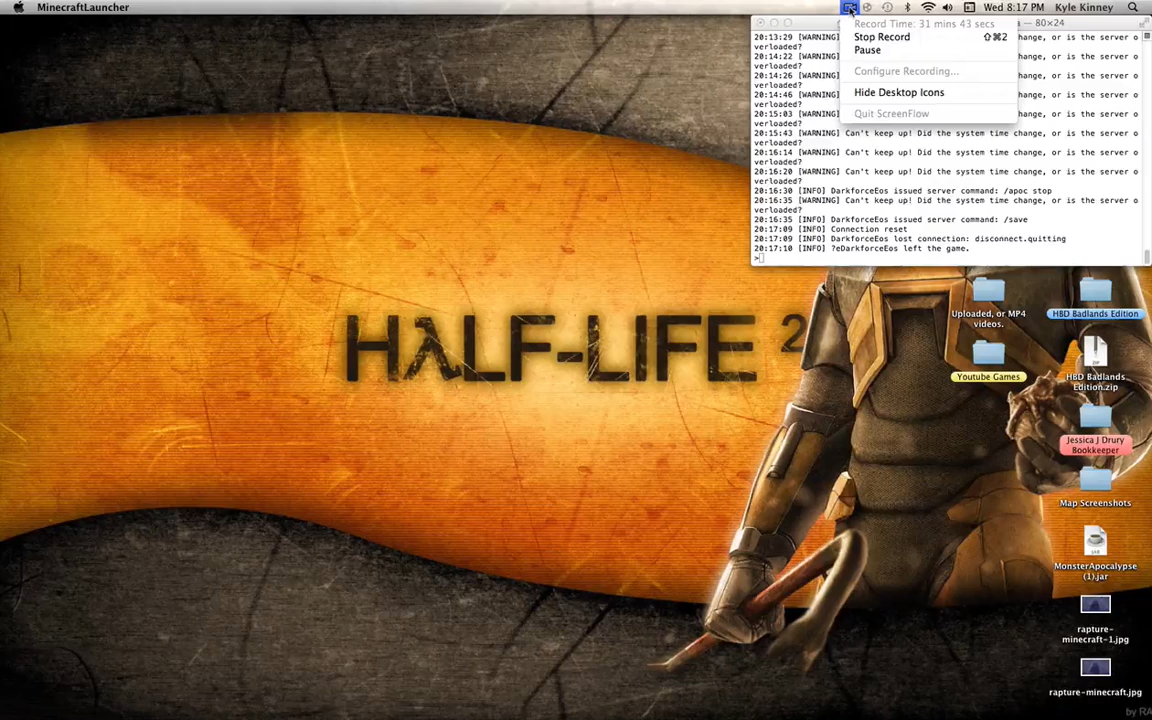 MinecraftLauncher
Wed 8:17 PM Kyle Kinney
Record Time: 31 mins 43 secs
Stop Record ⇧⌘2
Pause
Configure Recording...
Hide Desktop Icons
Quit ScreenFlow
— 80×24
20:13:29 [WARNING] change, or is the server o
verloaded?
20:14:22 [WARNING] change, or is the server o
verloaded?
20:14:26 [WARNING] change, or is the server o
verloaded?
20:14:46 [WARNING] change, or is the server o
verloaded?
20:15:03 [WARNING] change, or is the server o
verloaded?
20:15:43 [WARNING] Can't keep up! Did the system time change, or is the server o
verloaded?
20:16:14 [WARNING] Can't keep up! Did the system time change, or is the server o
verloaded?
20:16:20 [WARNING] Can't keep up! Did the system time change, or is the server o
verloaded?
20:16:30 [INFO] DarkforceEos issued server command: /apoc stop
20:16:35 [WARNING] Can't keep up! Did the system time change, or is the server o
verloaded?
20:16:35 [INFO] DarkforceEos issued server command: /save
20:17:09 [INFO] Connection reset
20:17:09 [INFO] DarkforceEos lost connection: disconnect.quitting
20:17:10 [INFO] ?eDarkforceEos left the game.
>
HλLF-LIFE 2
Uploaded, or MP4
videos.
HBD Badlands Edition
Youtube Games
ZIP
HBD Badlands
Edition.zip
Jessica J Drury
Bookkeeper
Map Screenshots
JAR
MonsterApocalypse
(1).jar
rapture-
minecraft-1.jpg
rapture-minecraft.jpg
by RA